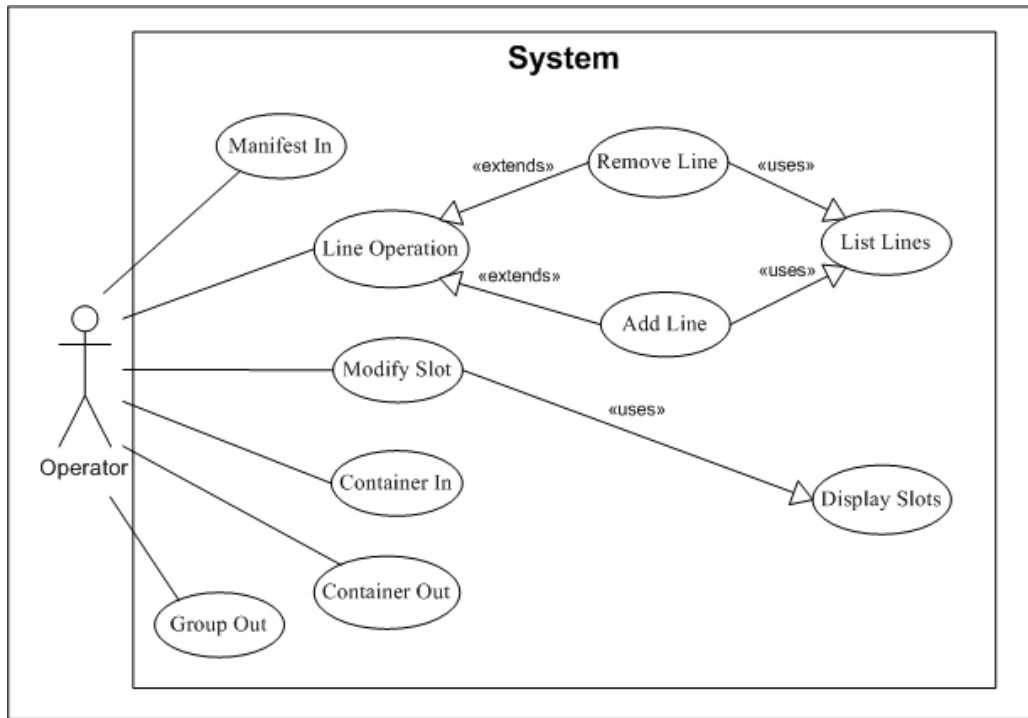 System
Manifest In
Remove Line
«extends»
«uses»
Line Operation
List Lines
«extends»
«uses»
Add Line
Modify Slot
«uses»
Operator
Container In
Display Slots
Container Out
Group Out